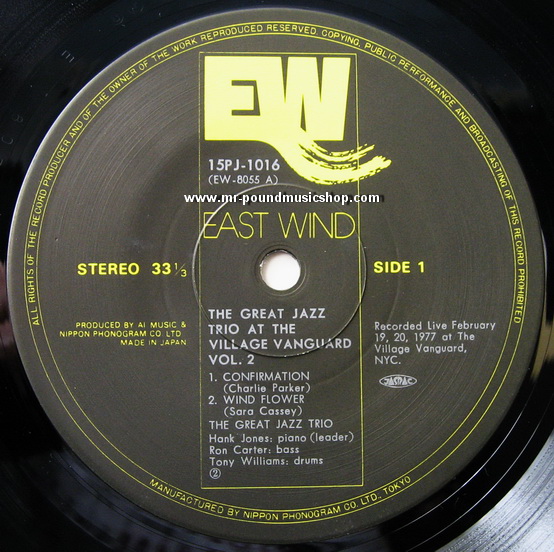 ALL RIGHTS OF THE RECORD PRODUCER AND OF THE OWNER OF THE WORK REPRODUCED RESERVED. COPYING, PUBLIC PERFORMANCE AND BROADCASTING OF THIS RECORD PROHIBITED
EW
15PJ-1016
(EW-8055 A)
www.mr-poundmusicshop.com
EAST WIND
STEREO 33 1/3
SIDE 1
THE GREAT JAZZ
TRIO AT THE
VILLAGE VANGUARD
VOL. 2
PRODUCED BY AI MUSIC &
NIPPON PHONOGRAM CO. LTD.
MADE IN JAPAN
Recorded Live February
19, 20, 1977 at The
Village Vanguard,
NYC.
JASRAC
1. CONFIRMATION
(Charlie Parker)
2. WIND FLOWER
(Sara Cassey)
THE GREAT JAZZ TRIO
Hank Jones: piano (leader)
Ron Carter: bass
Tony Williams: drums
②
MANUFACTURED BY NIPPON PHONOGRAM CO., LTD., TOKYO